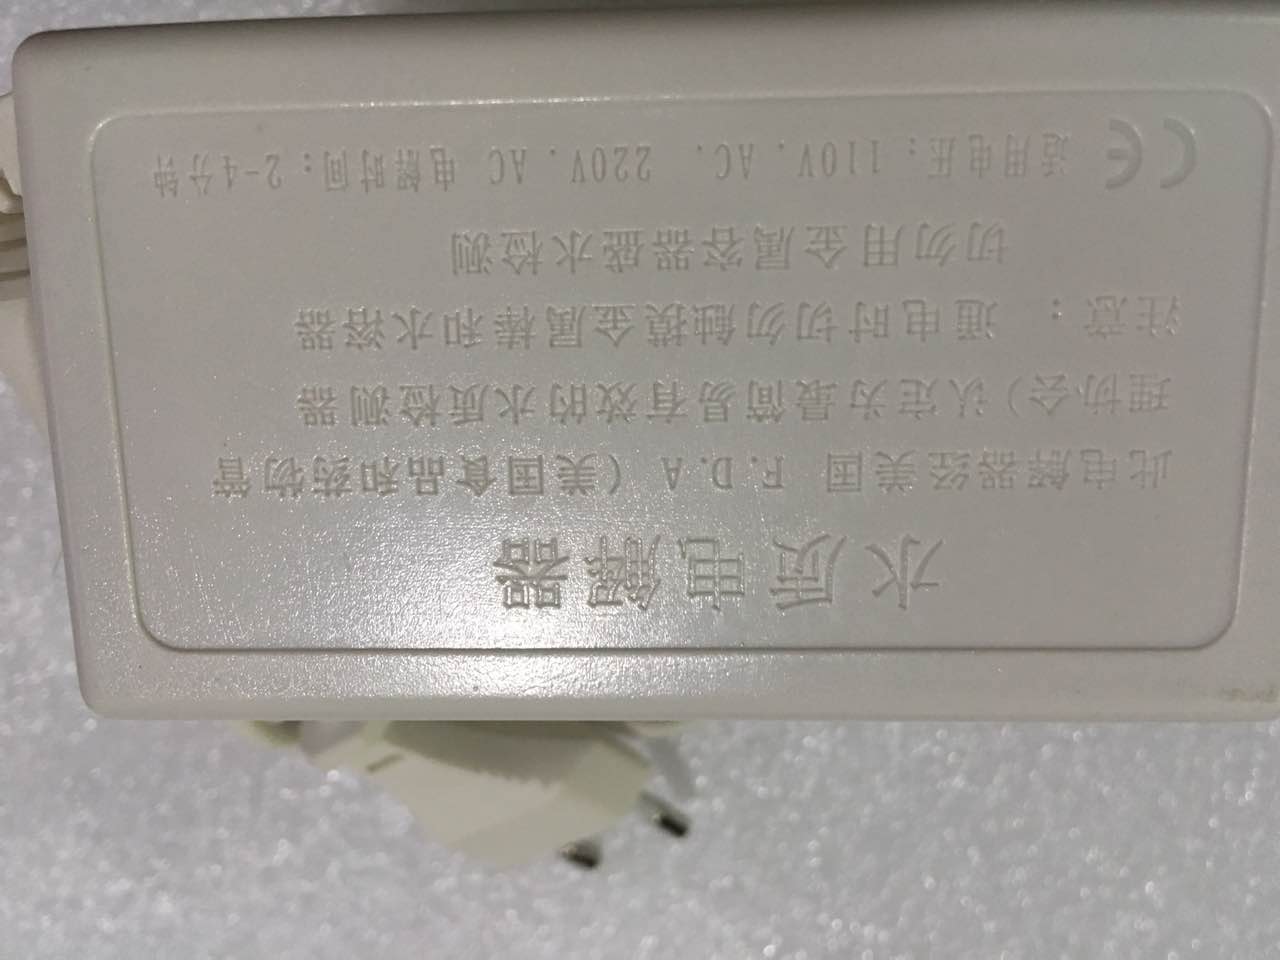 水质电解器
此电解器经美国 F.D.A (美国食品和药物管
理协会)认定为最简易有效的水质检测器
注意： 通电时切勿触摸金属棒和水溶器
切勿用金属容器盛水检测
CE 适用电压：110V.AC. 220V.AC 电解时间：2-4分钟